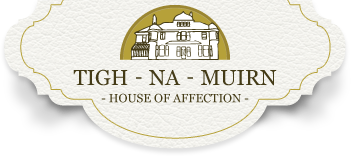 TIGH - NA - MUIRN
- HOUSE OF AFFECTION -